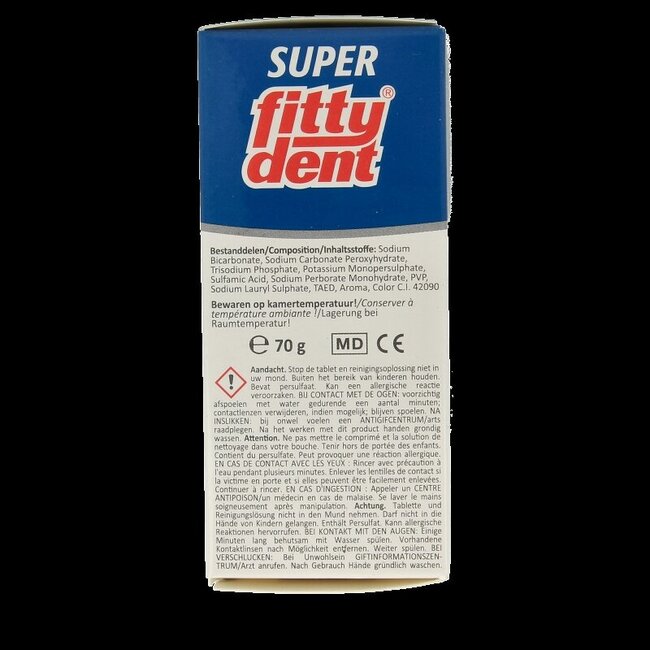 SUPER
fitty®
dent
Bestanddelen/Composition/Inhaltsstoffe: Sodium
Bicarbonate, Sodium Carbonate Peroxyhydrate,
Trisodium Phosphate, Potassium Monopersulphate,
Sulfamic Acid, Sodium Perborate Monohydrate, PVP,
Sodium Lauryl Sulphate, TAED, Aroma, Color C.I. 42090
Bewaren op kamertemperatuur!/Conserver à
température ambiante !/Lagerung bei
Raumtemperatur!
℮ 70 g MD CE
Aandacht. Stop de tablet en reinigingsoplossing niet in
uw mond. Buiten het bereik van kinderen houden.
Bevat persulfaat. Kan een allergische reactie
veroorzaken. BIJ CONTACT MET DE OGEN: voorzichtig
afspoelen met water gedurende een aantal minuten;
contactlenzen verwijderen, indien mogelijk; blijven spoelen. NA
INSLIKKEN: bij onwel voelen een ANTIGIFCENTRUM/arts
raadplegen. Na het werken met dit product handen grondig
wassen. Attention. Ne pas mettre le comprimé et la solution de
nettoyage dans votre bouche. Tenir hors de portée des enfants.
Contient du persulfate. Peut provoquer une réaction allergique.
EN CAS DE CONTACT AVEC LES YEUX : Rincer avec précaution à
l'eau pendant plusieurs minutes. Enlever les lentilles de contact si
la victime en porte et si elles peuvent être facilement enlevées.
Continuer à rincer. EN CAS D'INGESTION : Appeler un CENTRE
ANTIPOISON/un médecin en cas de malaise. Se laver le mains
soigneusement après manipulation. Achtung. Tablette und
Reinigungslösung nicht in den Mund nehmen. Darf nicht in die
Hände von Kindern gelangen. Enthält Persulfat. Kann allergische
Reaktionen hervorrufen. BEI KONTAKT MIT DEN AUGEN: Einige
Minuten lang behutsam mit Wasser spülen. Vorhandene
Kontaktlinsen nach Möglichkeit entfernen. Weiter spülen. BEI
VERSCHLUCKEN: Bei Unwohlsein GIFTINFORMATIONSZEN-
TRUM/Arzt anrufen. Nach Gebrauch Hände gründlich waschen.